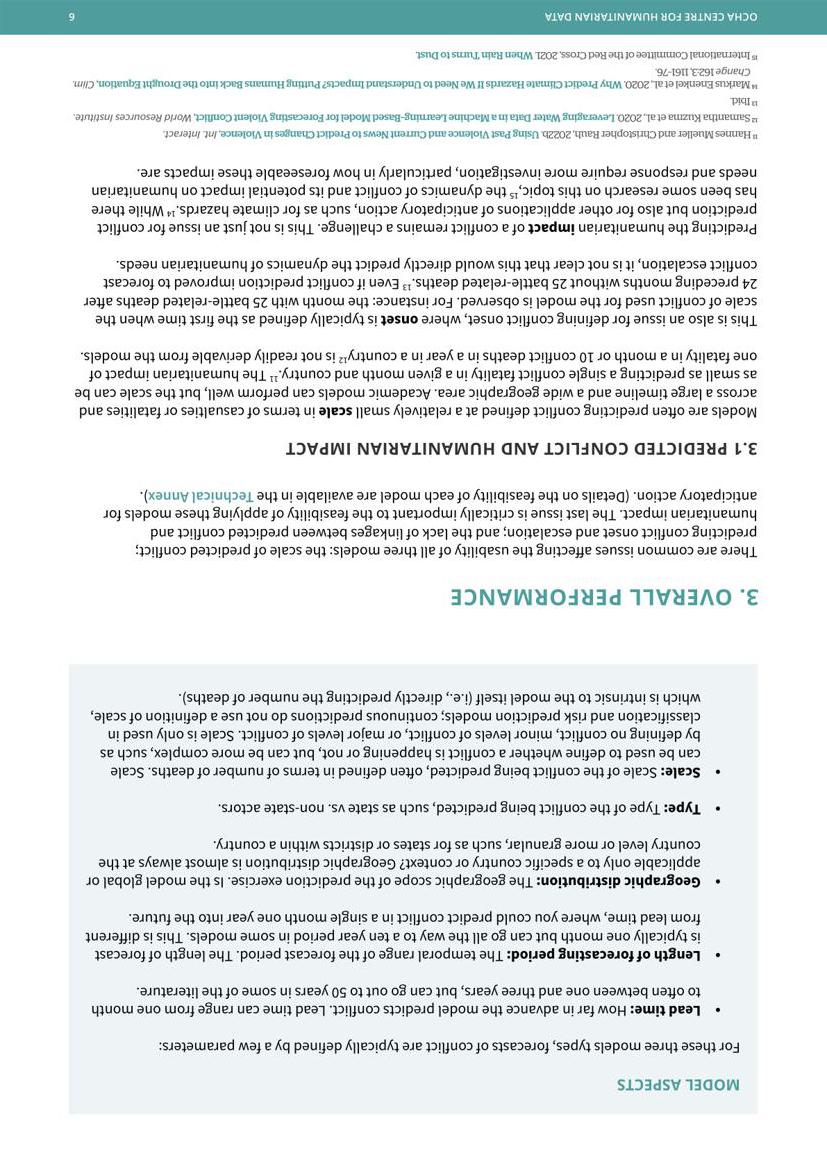 MODEL ASPECTS
For these three models types, forecasts of conflict are typically defined by a few parameters:
• Lead time: How far in advance the model predicts conflict. Lead time can range from one month
to often between one and three years, but can go out to 50 years in some of the literature.
• Length of forecasting period: The temporal range of the forecast period. The length of forecast
is typically one month but can go all the way to a ten year period in some models. This is different
from lead time, where you could predict conflict in a single month one year into the future.
• Geographic distribution: The geographic scope of the prediction exercise. Is the model global or
applicable only to a specific country or context? Geographic distribution is almost always at the
country level or more granular, such as for states or districts within a country.
• Type: Type of the conflict being predicted, such as state vs. non-state actors.
• Scale: Scale of the conflict being predicted, often defined in terms of number of deaths. Scale
can be used to define whether a conflict is happening or not, but can be more complex, such as
by defining no conflict, minor levels of conflict, or major levels of conflict. Scale is only used in
classification and risk prediction models; continuous predictions do not use a definition of scale,
which is intrinsic to the model itself (i.e., directly predicting the number of deaths).
3. OVERALL PERFORMANCE
There are common issues affecting the usability of all three models: the scale of predicted conflict;
predicting conflict onset and escalation; and the lack of linkages between predicted conflict and
humanitarian impact. The last issue is critically important to the feasibility of applying these models for
anticipatory action. (Details on the feasibility of each model are available in the Technical Annex).
3.1 PREDICTED CONFLICT AND HUMANITARIAN IMPACT
Models are often predicting conflict defined at a relatively small scale in terms of casualties or fatalities and
across a large timeline and a wide geographic area. Academic models can perform well, but the scale can be
as small as predicting a single conflict fatality in a given month and country.¹¹ The humanitarian impact of
one fatality in a month or 10 conflict deaths in a year in a country¹² is not readily derivable from the models.
This is also an issue for defining conflict onset, where onset is typically defined as the first time when the
scale of conflict used for the model is observed. For instance: the month with 25 battle-related deaths after
24 preceding months without 25 battle-related deaths.¹³ Even if conflict prediction improved to forecast
conflict escalation, it is not clear that this would directly predict the dynamics of humanitarian needs.
Predicting the humanitarian impact of a conflict remains a challenge. This is not just an issue for conflict
prediction but also for other applications of anticipatory action, such as for climate hazards.¹⁴ While there
has been some research on this topic,¹⁵ the dynamics of conflict and its potential impact on humanitarian
needs and response require more investigation, particularly in how foreseeable these impacts are.
¹¹ Hannes Mueller and Christopher Rauh, 2022b. Using Past Violence and Current News to Predict Changes in Violence, Int. Interact.
¹² Samantha Kuzma et al., 2020. Leveraging Water Data in a Machine Learning-Based Model for Forecasting Violent Conflict, World Resources Institute.
¹³ Ibid.
¹⁴ Markus Enenkel et al., 2020. Why Predict Climate Hazards If We Need to Understand Impacts? Putting Humans Back into the Drought Equation, Clim.
Change 162:3, 1161-76.
¹⁵ International Committee of the Red Cross, 2021. When Rain Turns to Dust.
OCHA CENTRE FOR HUMANITARIAN DATA 6